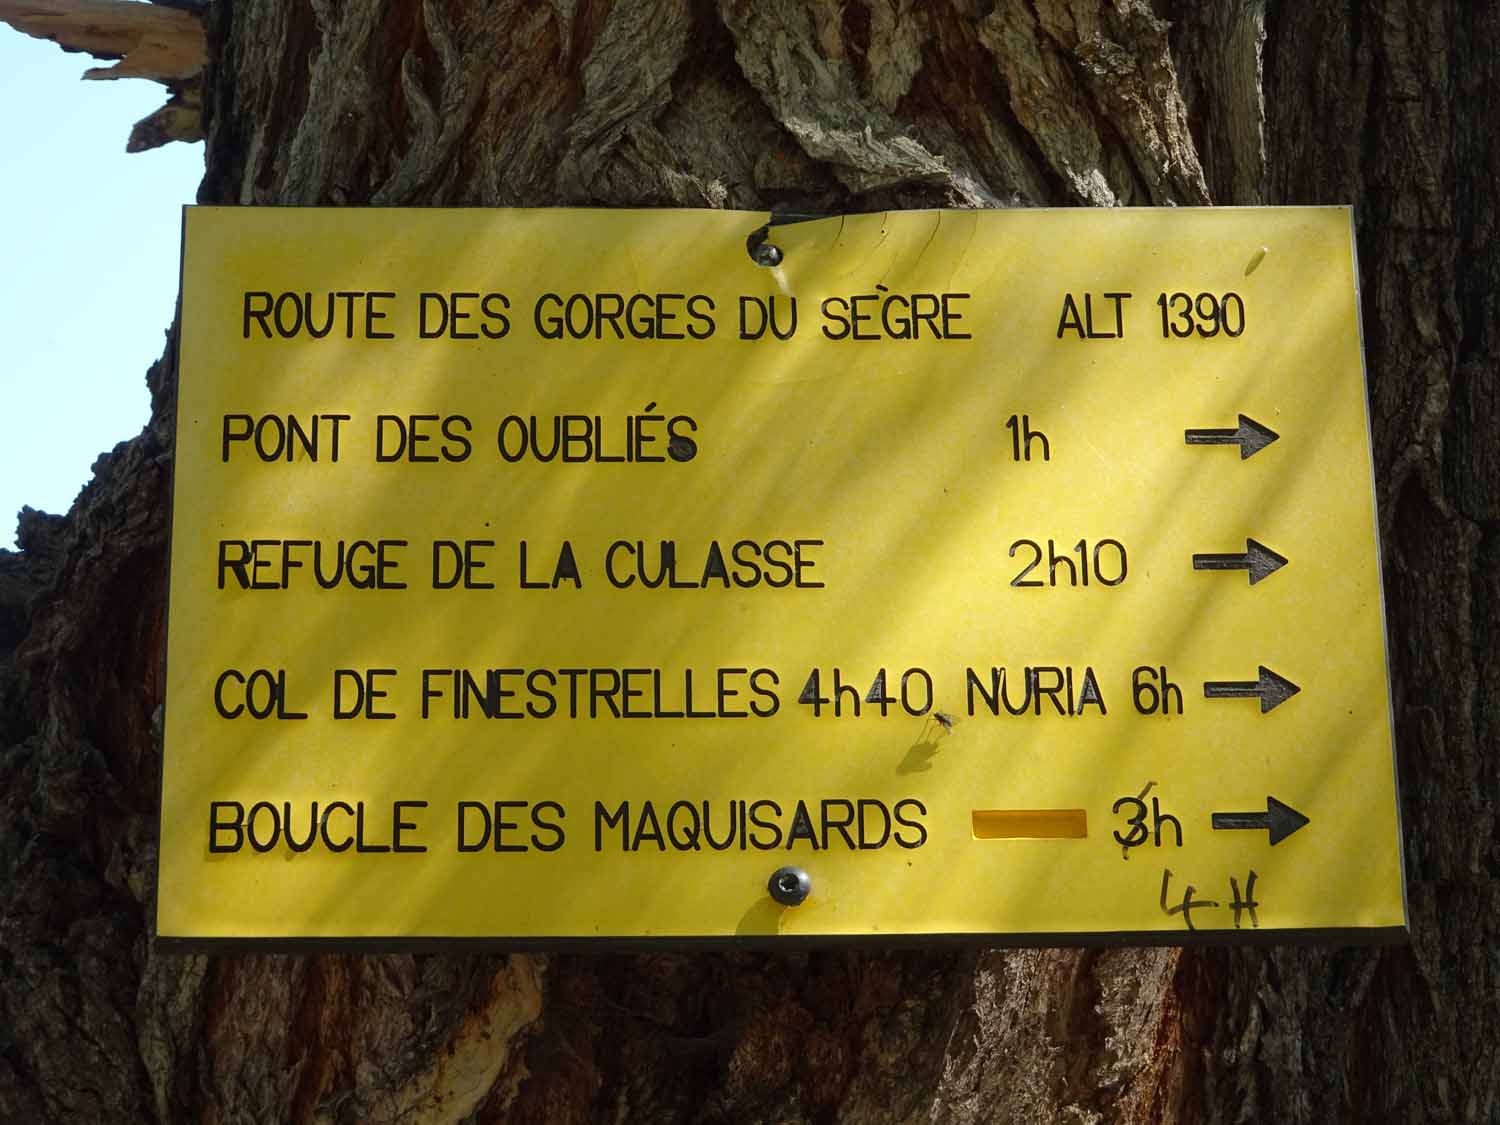 ROUTE DES GORGES DU SÈGRE ALT 1390
PONT DES OUBLIÉS 1h →
REFUGE DE LA CULASSE 2h10 →
COL DE FINESTRELLES 4h40 NURIA 6h →
BOUCLE DES MAQUISARDS 3h →
4H